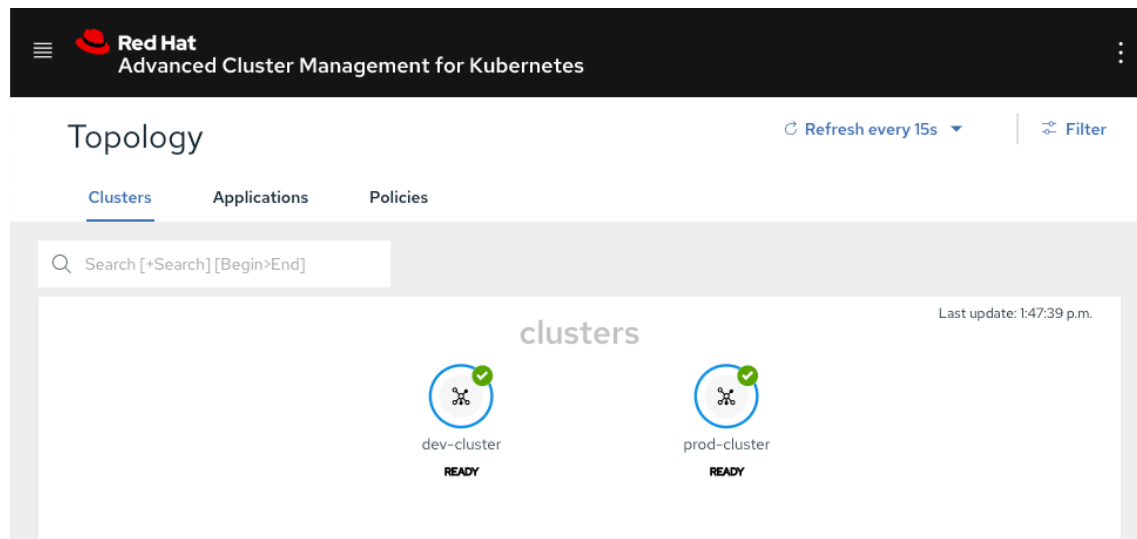 Red Hat
Advanced Cluster Management for Kubernetes
Topology
Refresh every 15s
Filter
Clusters
Applications
Policies
Search [+Search] [Begin>End]
Last update: 1:47:39 p.m.
clusters
dev-cluster
prod-cluster
READY
READY